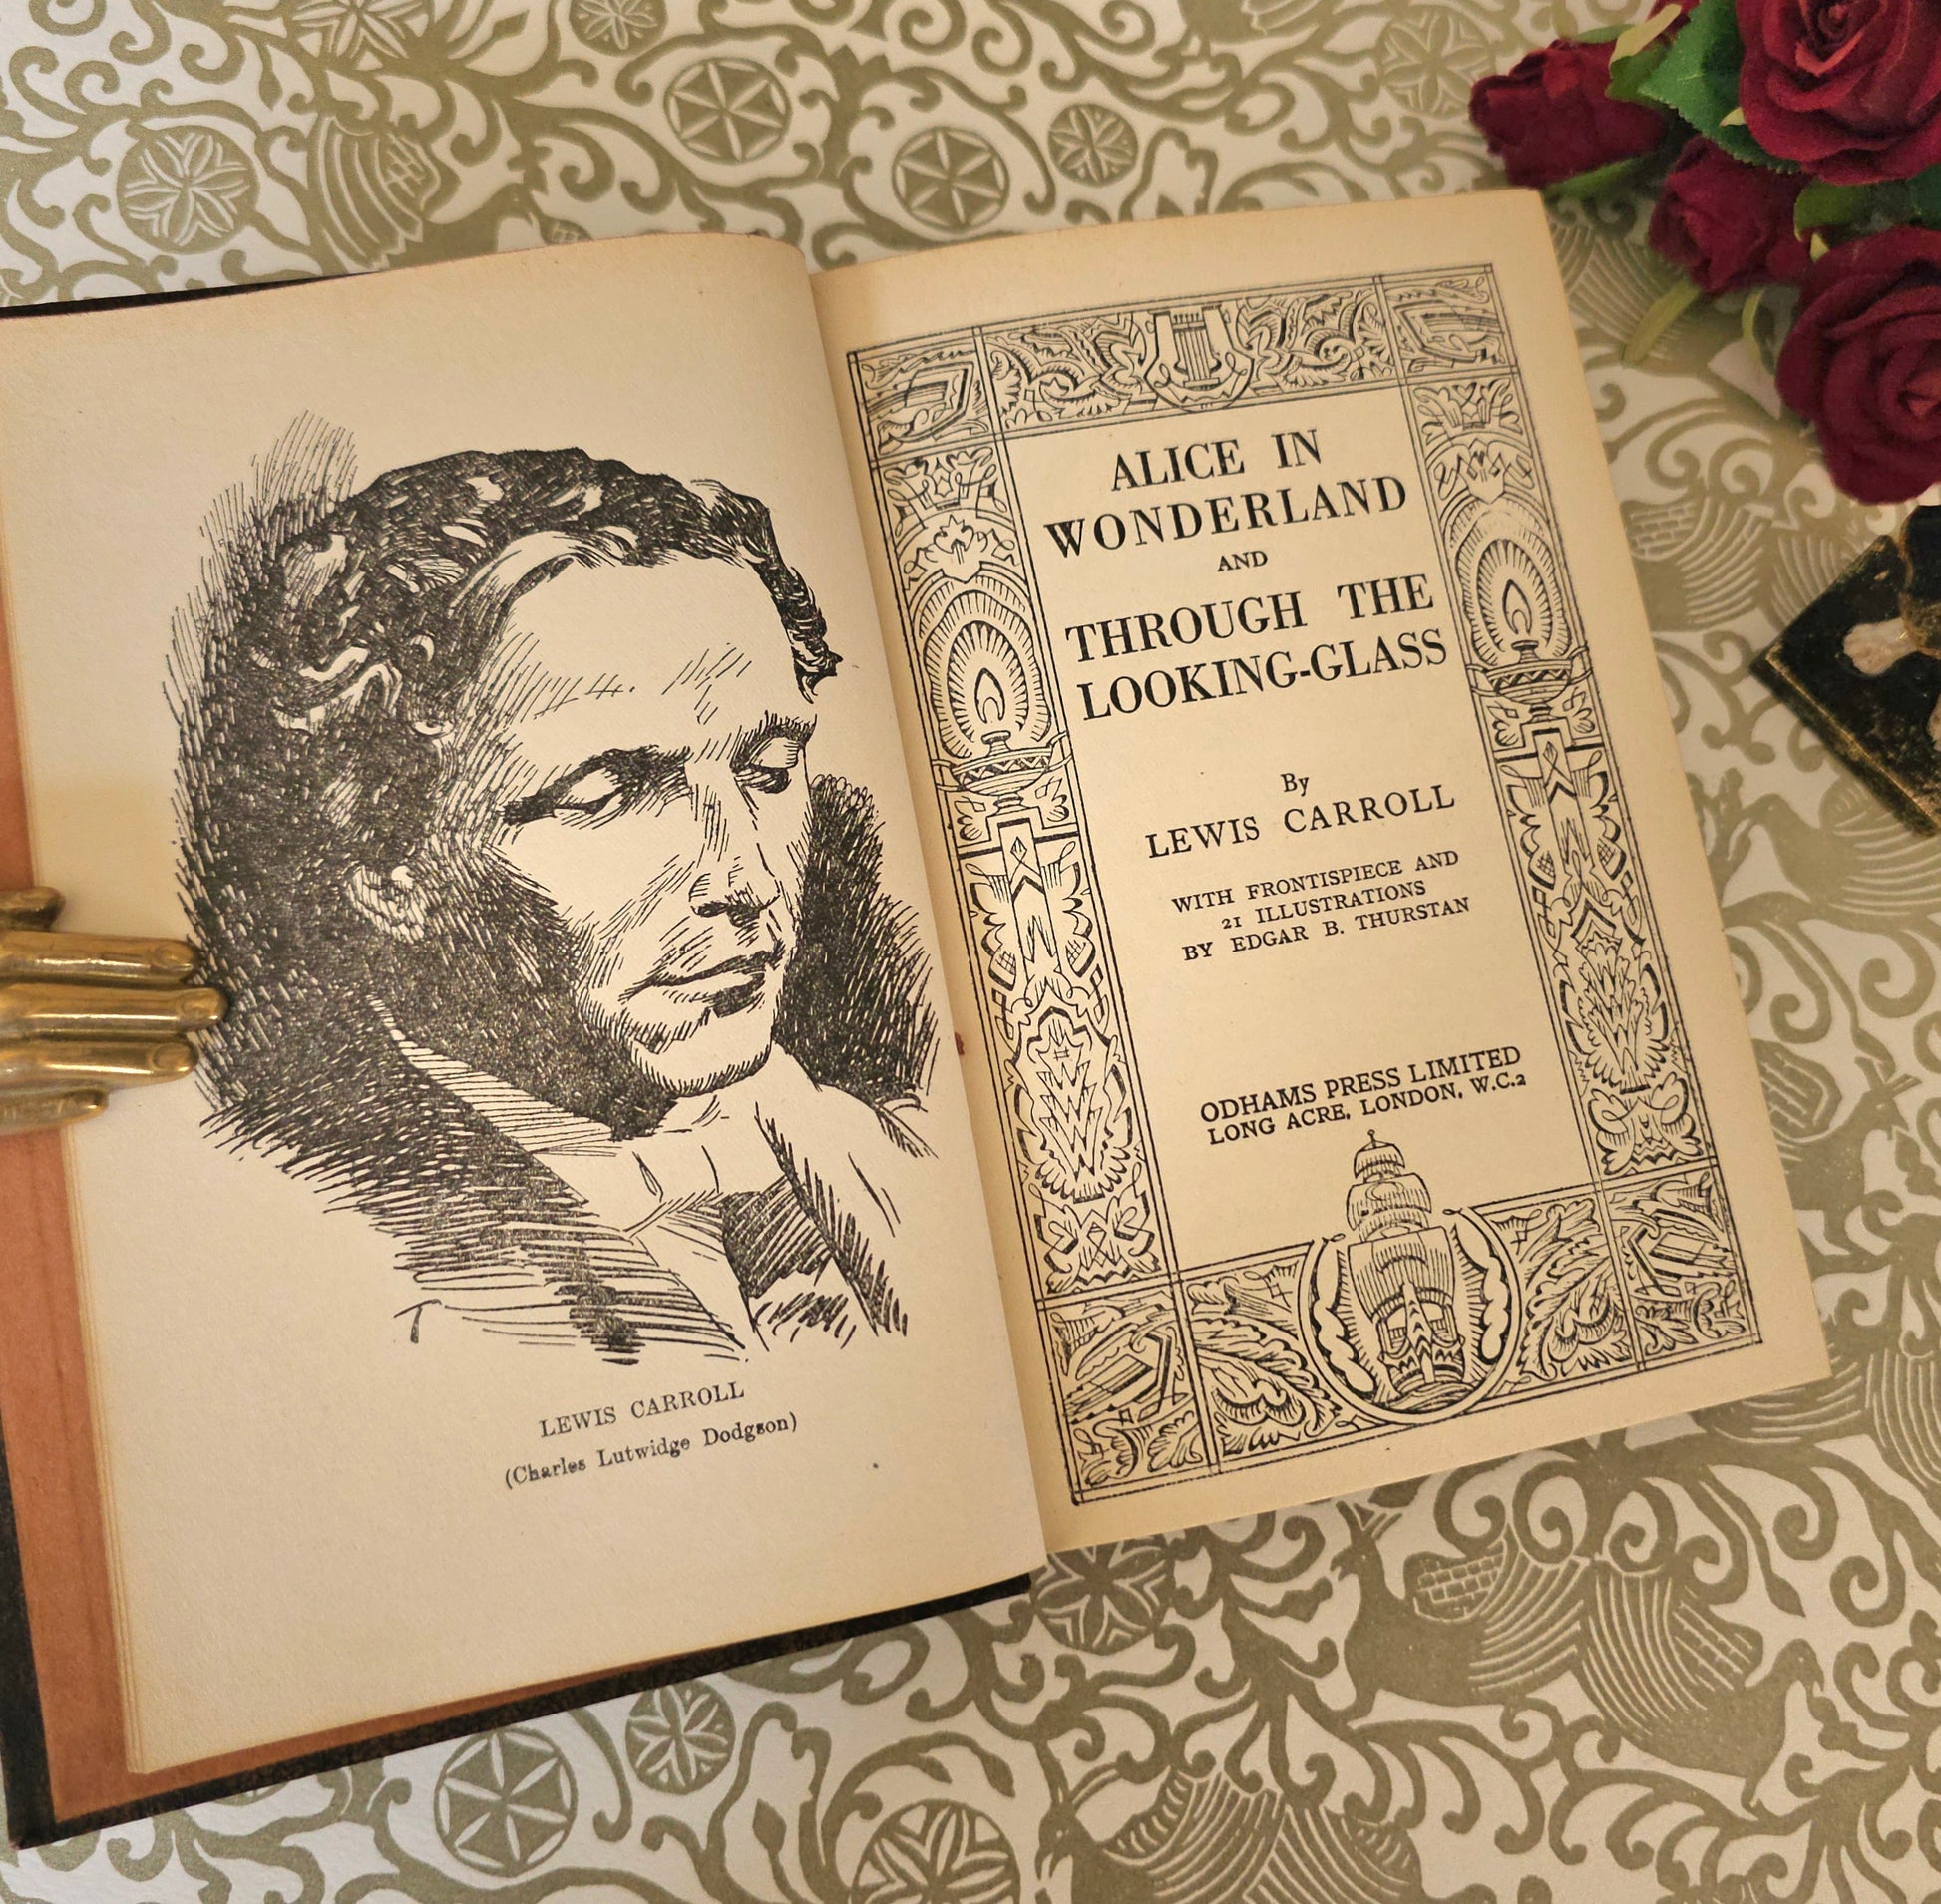 LEWIS CARROLL
(Charles Lutwidge Dodgson)
T
ALICE IN
WONDERLAND
AND
THROUGH THE
LOOKING-GLASS
By
LEWIS CARROLL
WITH FRONTISPIECE AND
21 ILLUSTRATIONS
BY EDGAR B. THURSTAN
ODHAMS PRESS LIMITED
LONG ACRE, LONDON, W.C.2